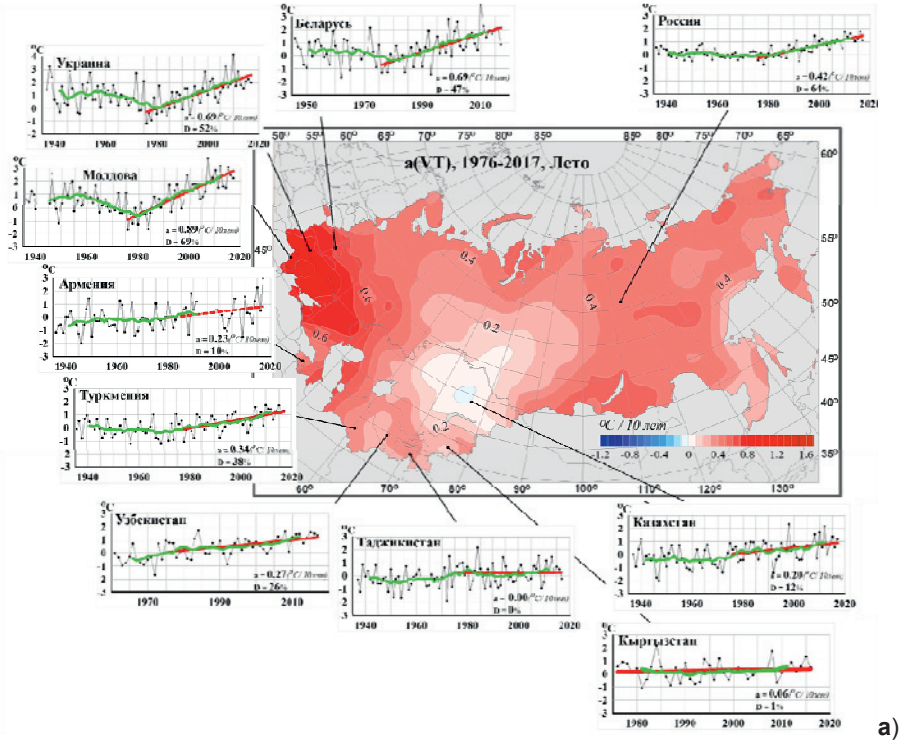 Беларусь
°C
a = 0.69 (°C/10лет)
D = 47%
1950 1960 1970 1980 1990 2000 2010
Россия
°C
a = 0.42 (°C/10лет)
D = 64%
1940 1960 1980 2000 2020
Украина
°C
a = 0.69 (°C/10лет)
D = 52%
1940 1960 1980 2000 2020
Молдова
a = 0.89 (°C/10лет)
D = 69%
1940 1960 1980 2000 2020
Армения
°C
a = 0.23 (°C/10лет)
D = 10%
1940 1960 1980 2000 2020
Туркмения
°C
a = 0.34 (°C/10лет)
D = 38%
1940 1960 1980 2000 2020
50° 55° 60° 70° 75° 80° 85° 85° 80° 75° 70° 65°
a(VT), 1976-2017, Лето
60°
55°
50°
45°
40°
35°
45°
0.4
0.6
0.6
0.2
0.4
0.4
0.2
°C / 10 лет
-1.2 -0.8 -0.4 0 0.4 0.8 1.2 1.6
60° 70° 80° 90° 100° 110° 120° 130°
Узбекистан
°C
a = 0.27 (°C/10лет)
D = 26%
1970 1980 1990 2000 2010
Таджикистан
°C
a = 0.00 (°C/10лет)
D = 0%
1940 1960 1980 2000 2020
Казахстан
°C
= 0.20 (°C/10лет)
D = 12%
1940 1960 1980 2000 2020
Кыргызстан
°C
a = 0.06 (°C/10лет)
D = 1%
1980 1990 2000 2010 2020
а)